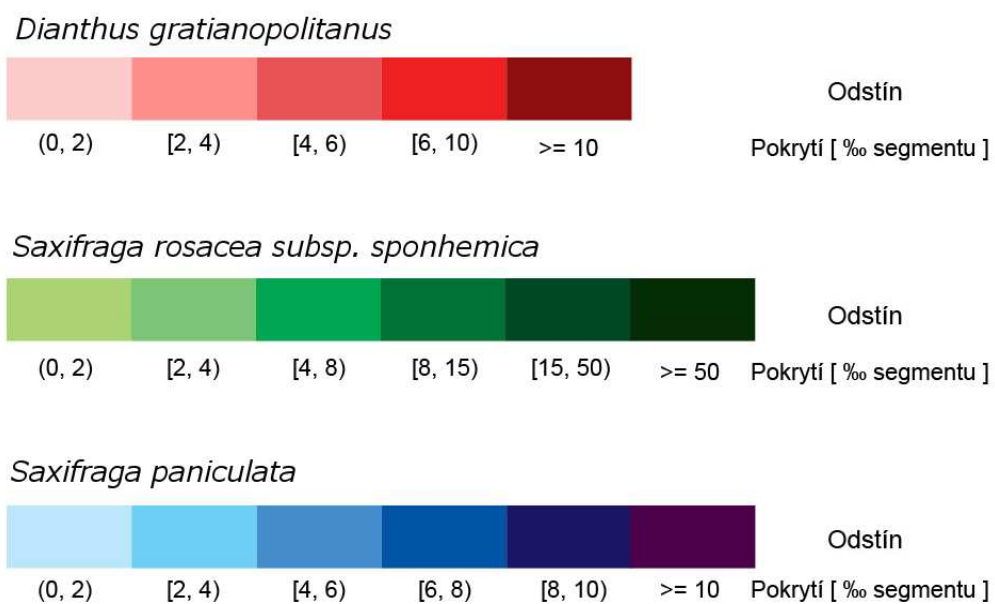 Dianthus gratianopolitanus
Odstín
(0, 2) [2, 4) [4, 6) [6, 10) >= 10 Pokrytí [ ‰ segmentu ]
Saxifraga rosacea subsp. sponhemica
Odstín
(0, 2) [2, 4) [4, 8) [8, 15) [15, 50) >= 50 Pokrytí [ ‰ segmentu ]
Saxifraga paniculata
Odstín
(0, 2) [2, 4) [4, 6) [6, 8) [8, 10) >= 10 Pokrytí [ ‰ segmentu ]